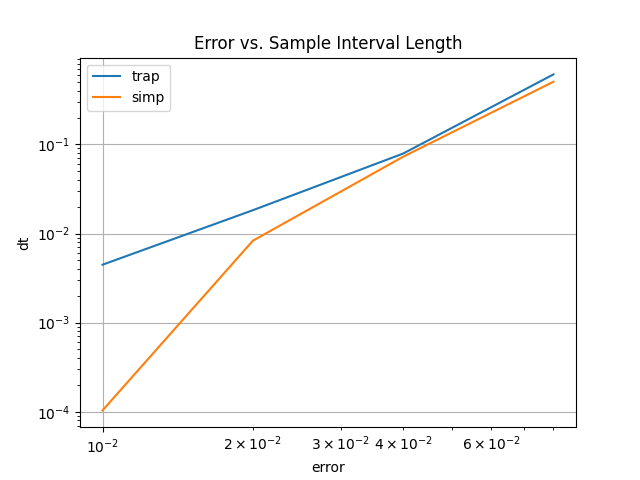 Error vs. Sample Interval Length
trap
simp
10⁻¹
10⁻²
10⁻³
10⁻⁴
dt
10⁻² 2 × 10⁻² 3 × 10⁻² 4 × 10⁻² 6 × 10⁻²
error